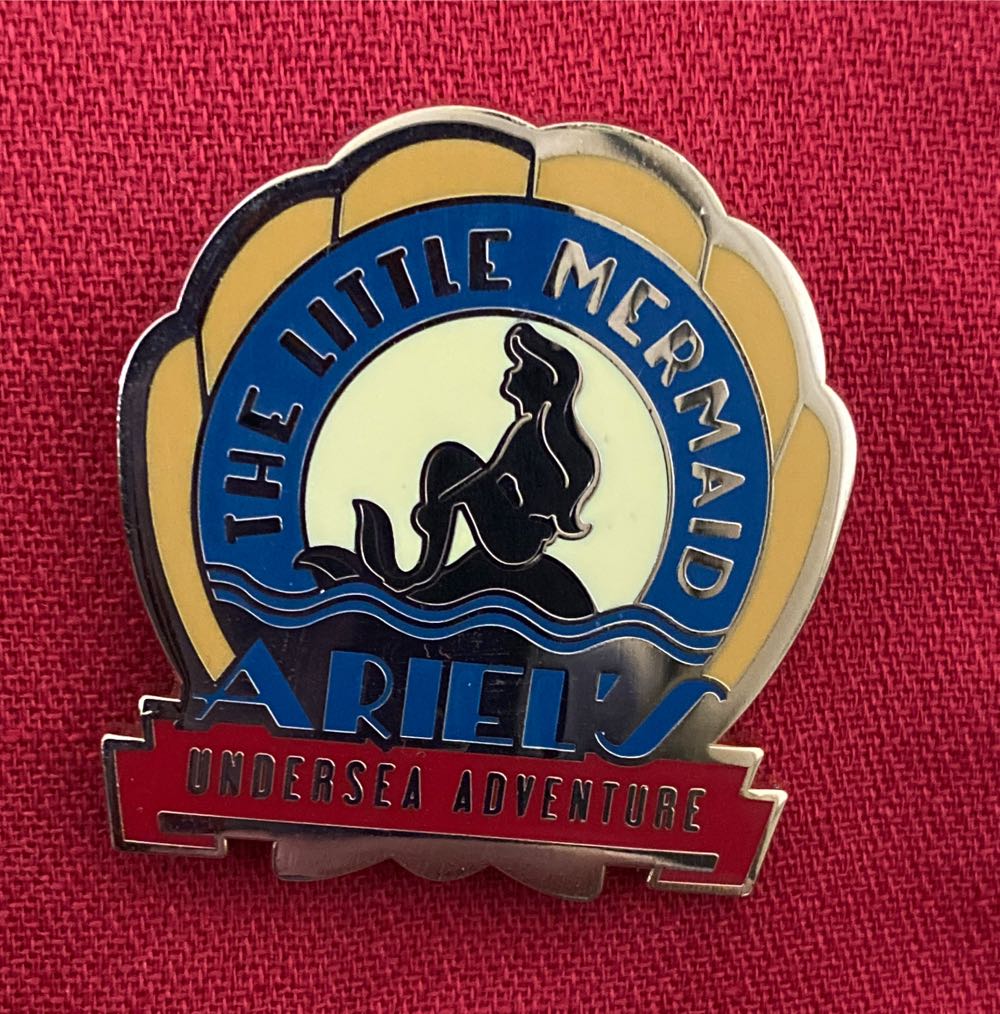 THE LITTLE MERMAID
ARIEL'S
UNDERSEA ADVENTURE